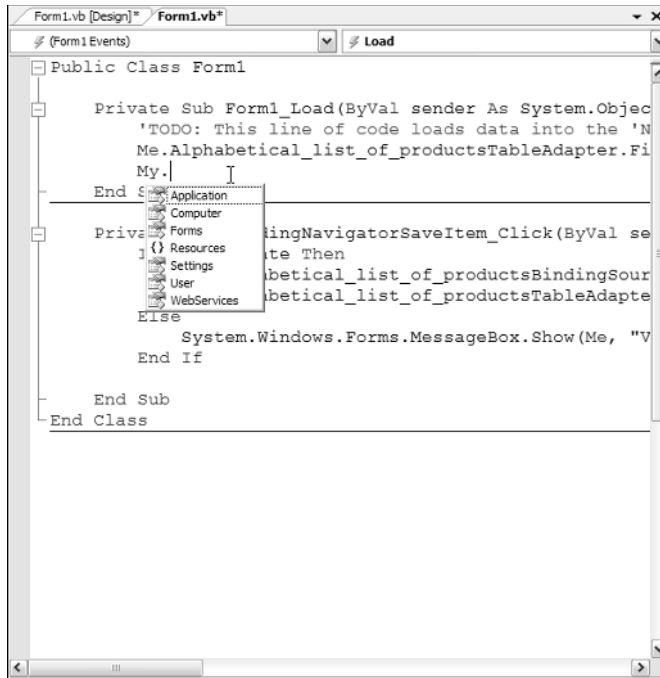 Form1.vb [Design]* Form1.vb*
(Form1 Events) Load
Public Class Form1
Private Sub Form1_Load(ByVal sender As System.Objec
'TODO: This line of code loads data into the 'N
Me.Alphabetical_list_of_productsTableAdapter.Fi
My.
End S
Application
Computer
Forms
Resources
Settings
User
WebServices
Priva dingNavigatorSaveItem_Click(ByVal se
I te Then
abetical_list_of_productsBindingSour
abetical_list_of_productsTableAdapte
Else
System.Windows.Forms.MessageBox.Show(Me, "V
End If
End Sub
End Class